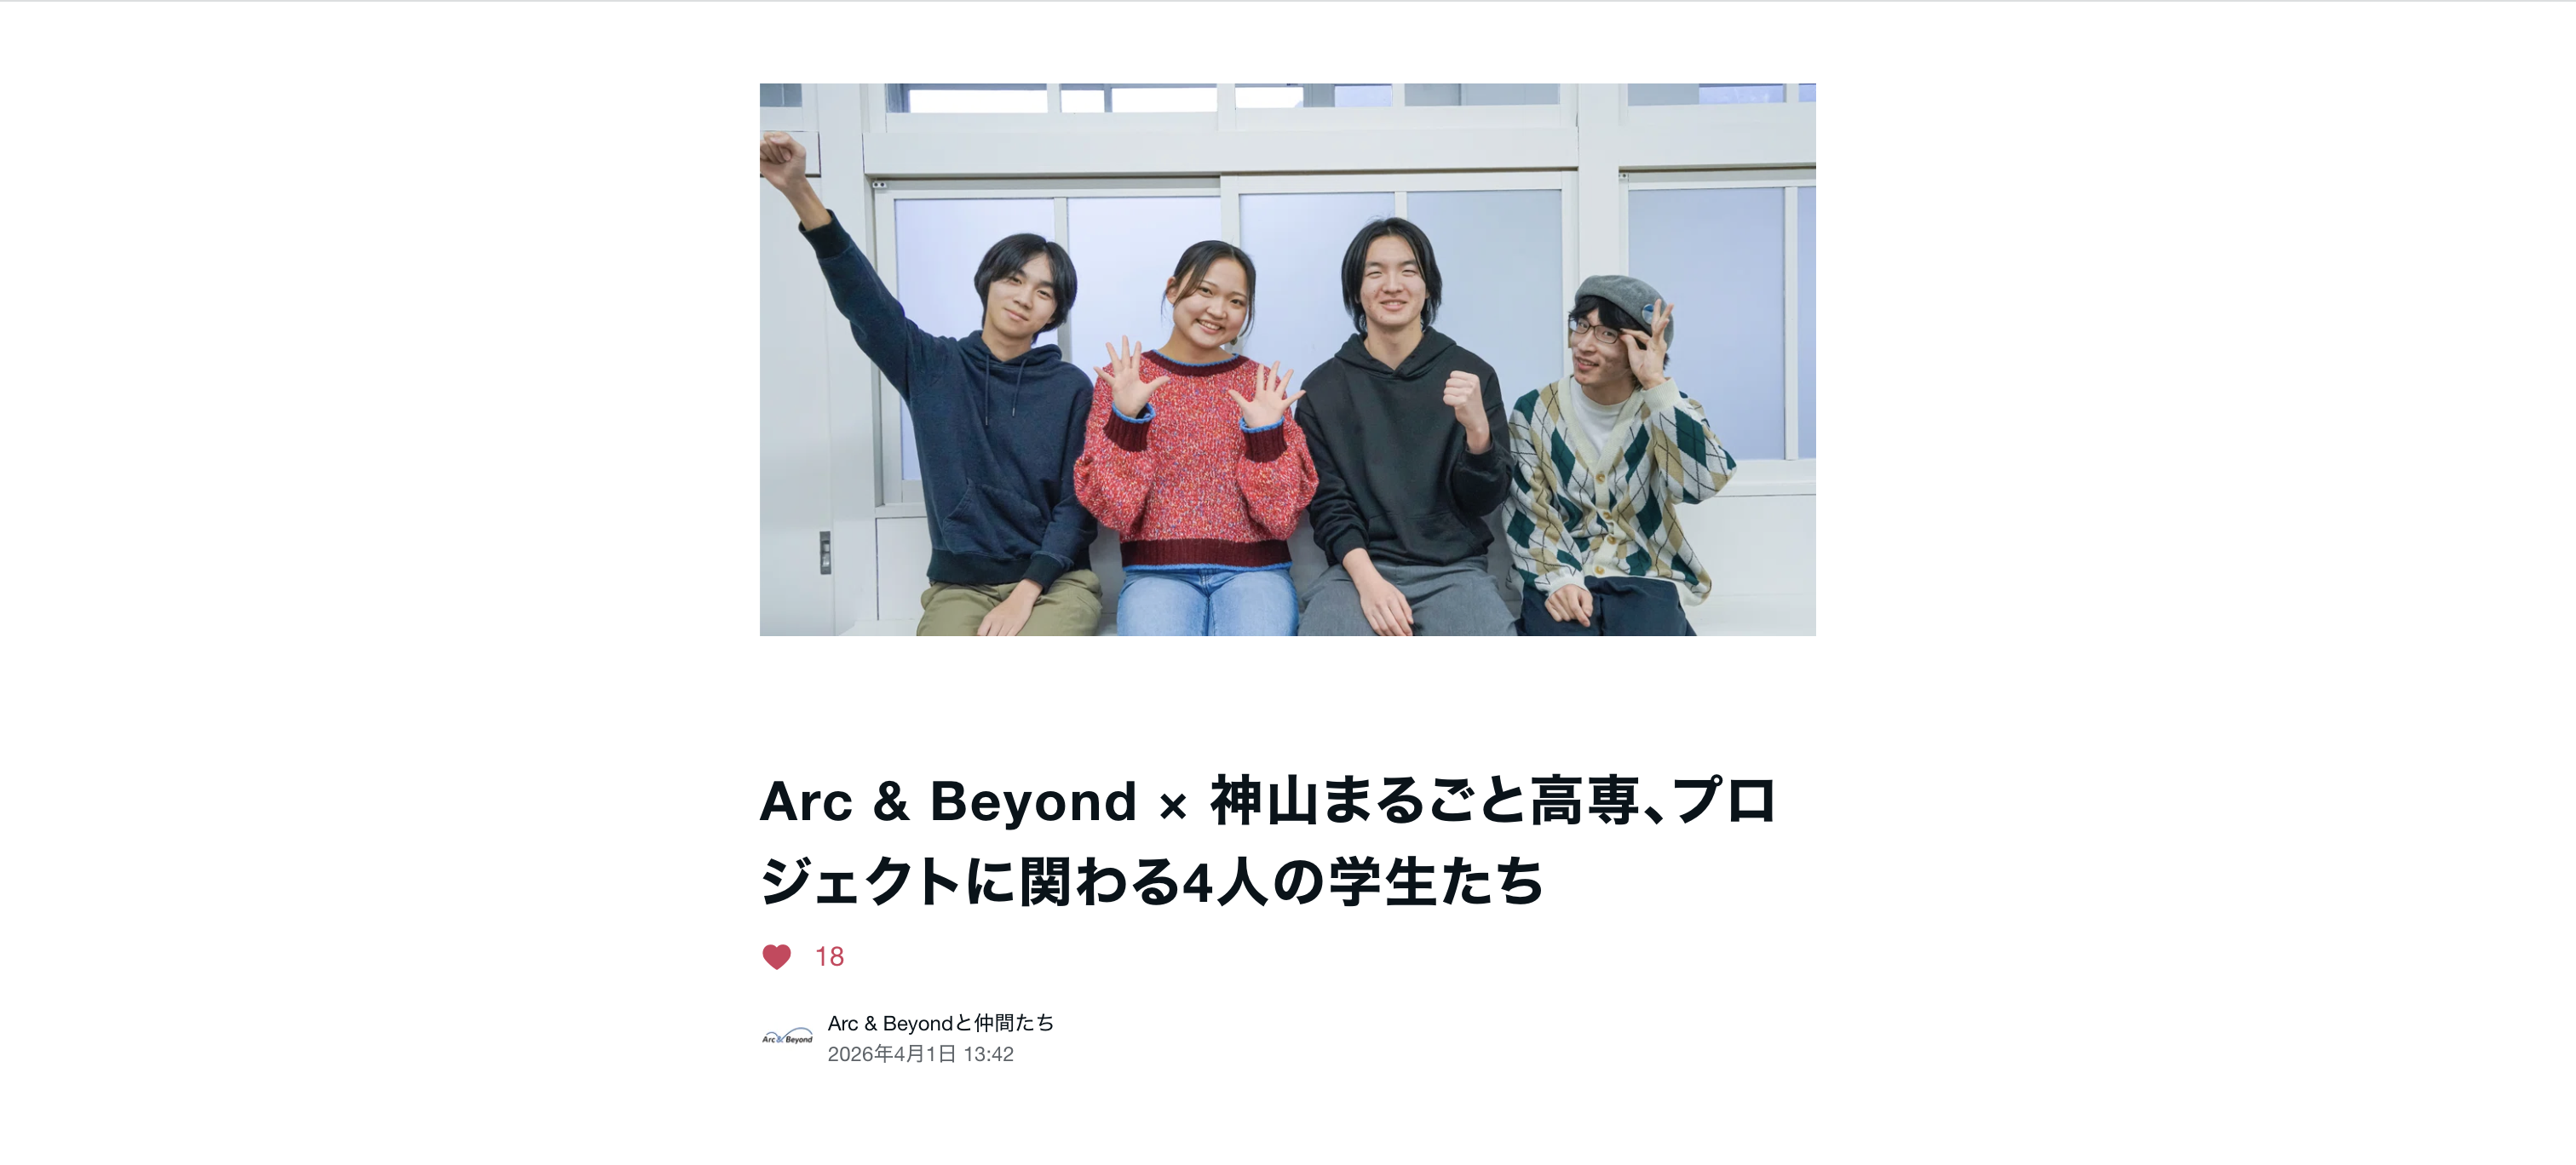 Arc & Beyond × 神山まるごと高専、プロ
ジェクトに関わる4人の学生たち
18
Arc & Beyond
Arc & Beyondと仲間たち
2026年4月1日 13:42